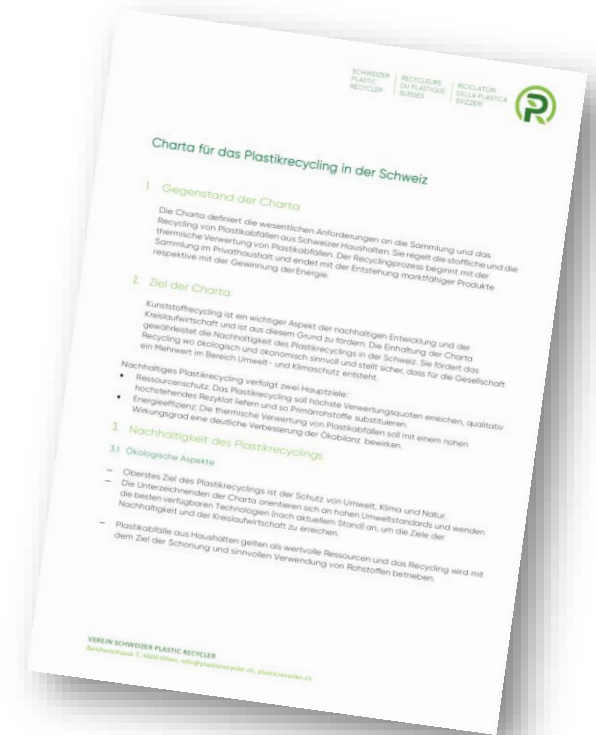 SCHWEIZER PLASTIC RECYCLER
RECYCLEURS DU PLASTIQUE SUISSES
RICICLATORI DELLA PLASTICA SVIZZERI
Charta für das Plastikrecycling in der Schweiz
1. Gegenstand der Charta
Die Charta definiert die wesentlichen Anforderungen an die Sammlung und das
Recycling von Plastikabfällen aus Schweizer Haushalten. Sie regelt die stoffliche und die
thermische Verwertung von Plastikabfällen. Der Recyclingprozess beginnt mit der
Sammlung im Privathaushalt und endet mit der Entstehung marktfähiger Produkte
respektive mit der Gewinnung der Energie.
2. Ziel der Charta
Kunststoffrecycling ist ein wichtiger Aspekt der nachhaltigen Entwicklung und der
Kreislaufwirtschaft und ist aus diesem Grund zu fördern. Die Einhaltung der Charta
gewährleistet die Nachhaltigkeit des Plastikrecyclings in der Schweiz. Sie fördert das
Recycling wo ökologisch und ökonomisch sinnvoll und stellt sicher, dass für die Gesellschaft
ein Mehrwert im Bereich Umwelt- und Klimaschutz entsteht.
Nachhaltiges Plastikrecycling verfolgt zwei Hauptziele:
• Ressourcenschutz: Das Plastikrecycling soll höchste Verwertungsquoten erreichen, qualitativ
hochstehendes Rezyklat liefern und so Primärrohstoffe substituieren.
• Energieeffizienz: Die thermische Verwertung von Plastikabfällen soll mit einem hohen
Wirkungsgrad eine deutliche Verbesserung der Ökobilanz bewirken.
3. Nachhaltigkeit des Plastikrecyclings
3.1 Ökologische Aspekte
– Oberstes Ziel des Plastikrecyclings ist der Schutz von Umwelt, Klima und Natur.
– Die Unterzeichnenden der Charta orientieren sich an hohen Umweltstandards und wenden
die besten verfügbaren Technologien (nach aktuellem Stand) an, um die Ziele der
Nachhaltigkeit und der Kreislaufwirtschaft zu erreichen.
– Plastikabfälle aus Haushalten gelten als wertvolle Ressourcen und das Recycling wird mit
dem Ziel der Schonung und sinnvollen Verwendung von Rohstoffen betrieben.
VEREIN SCHWEIZER PLASTIC RECYCLER
7, 4600 Olten, info@plasticrecycler.ch, plasticrecycler.ch